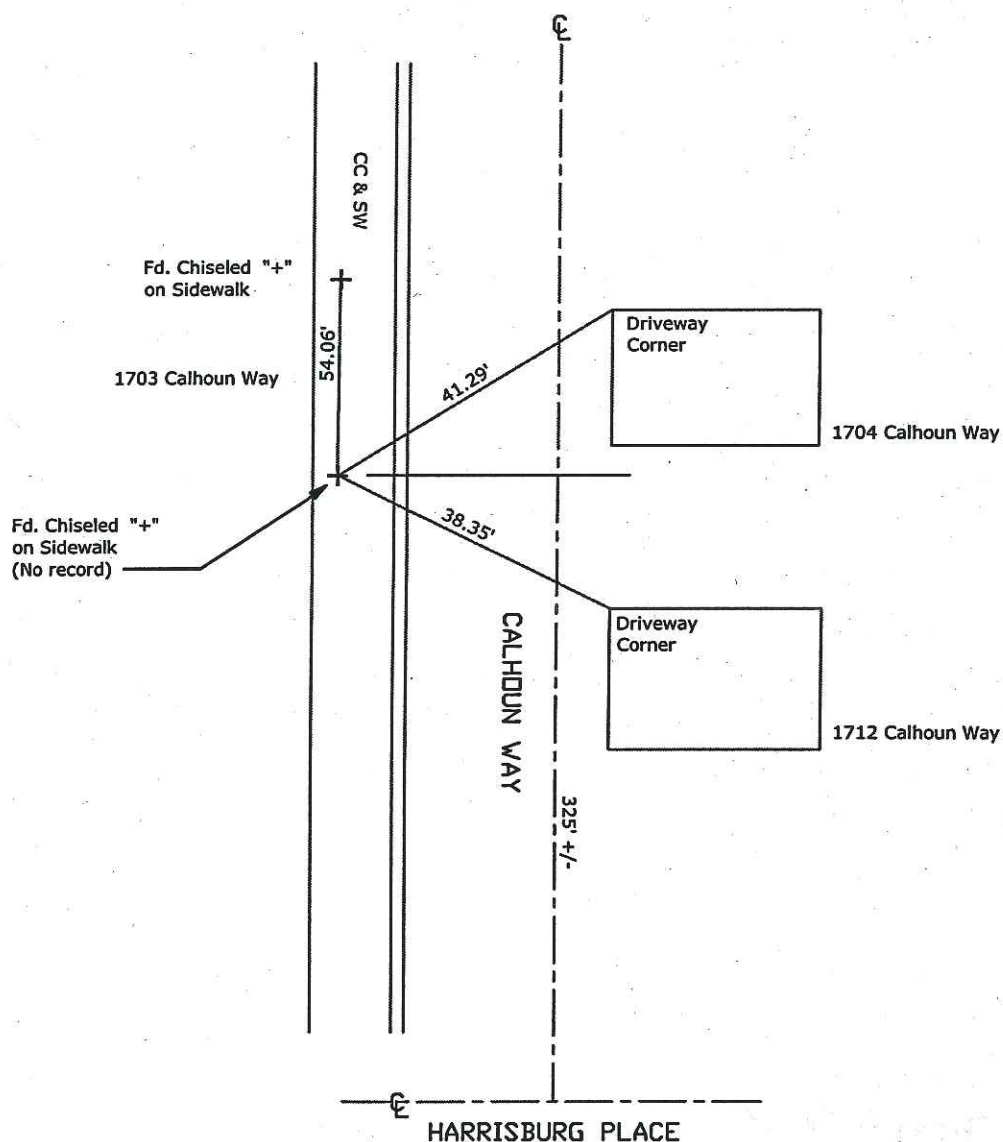 ℄
CC & SW
Fd. Chiseled "+"
on Sidewalk
54.06'
Driveway
Corner
1703 Calhoun Way
41.29'
1704 Calhoun Way
Fd. Chiseled "+"
on Sidewalk
(No record)
38.35'
Driveway
Corner
CALHOUN WAY
1712 Calhoun Way
325' +/-
℄
HARRISBURG PLACE